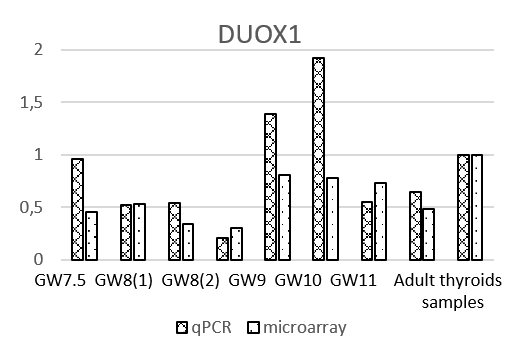 DUOX1
2
1,5
1
0,5
0
GW7.5 GW8(1) GW8(2) GW9 GW10 GW11 Adult thyroids
samples
qPCR microarray